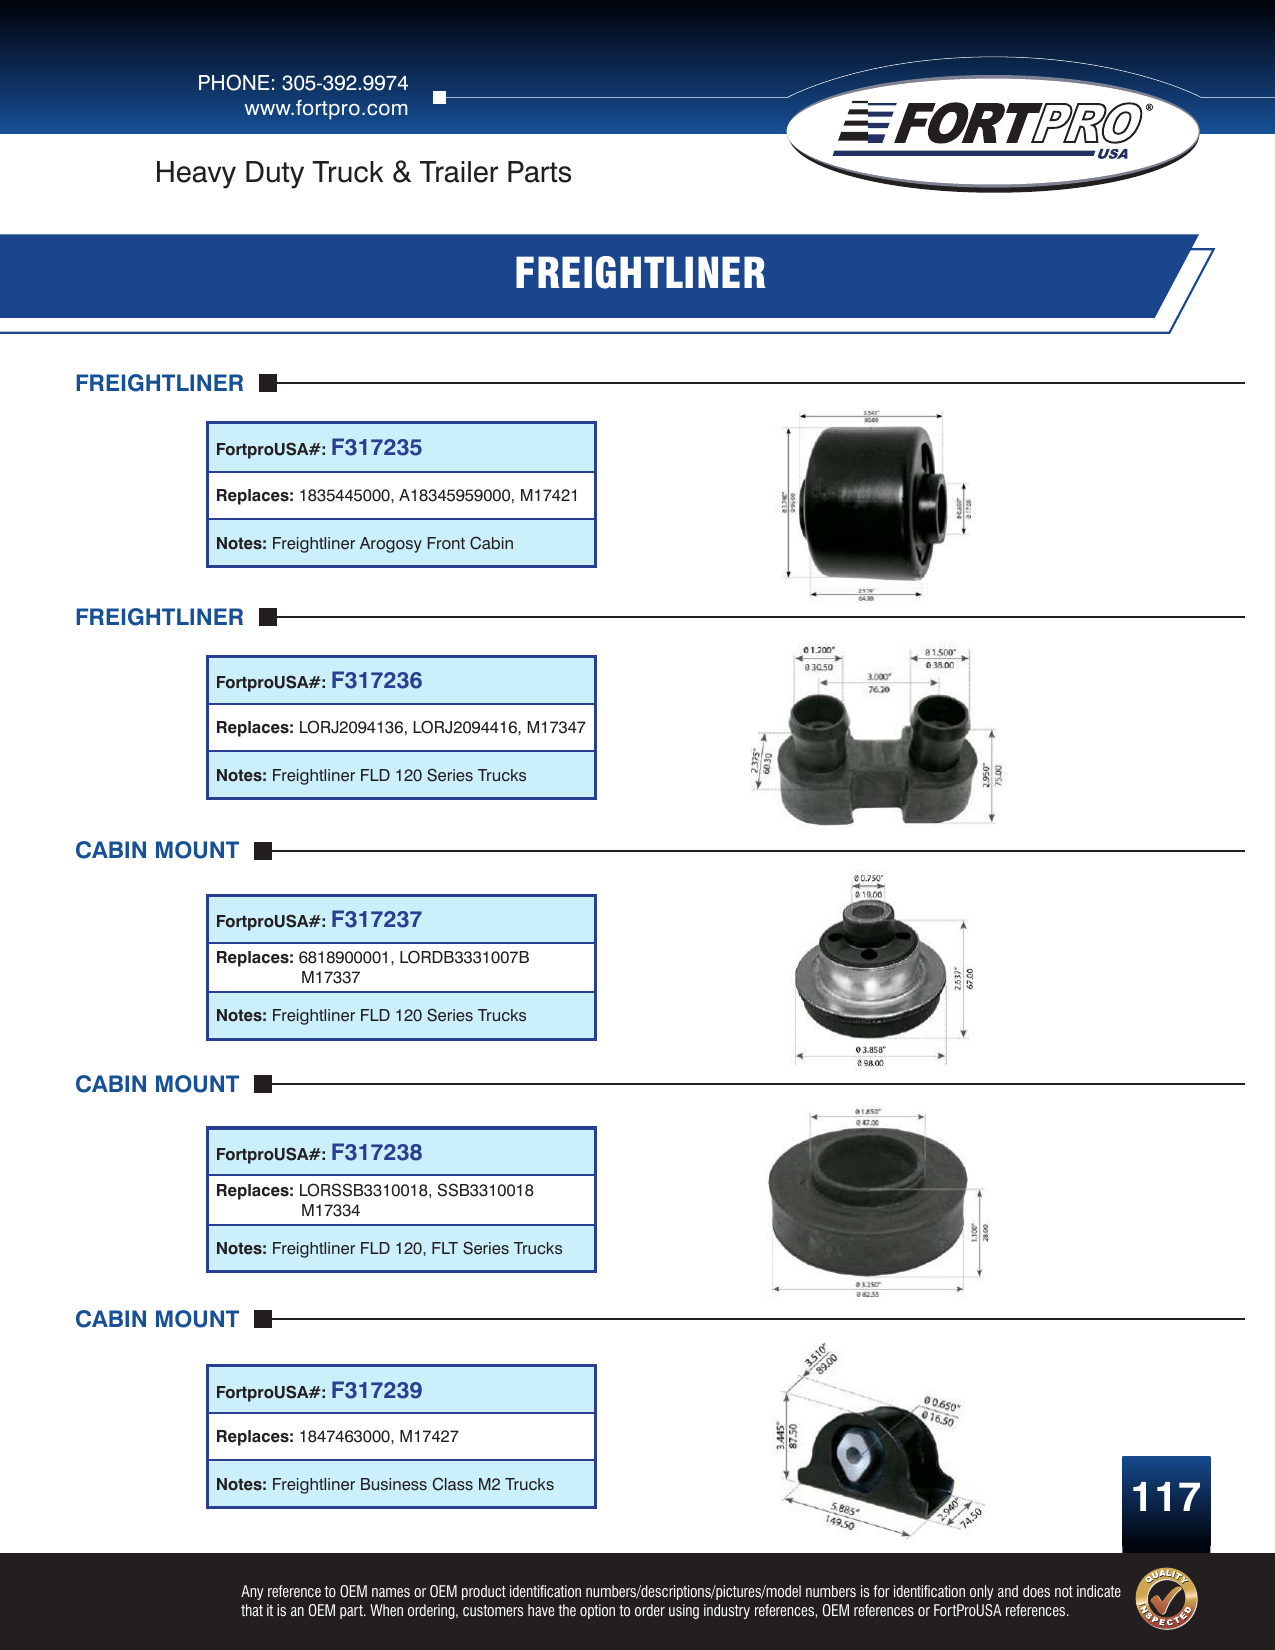 PHONE: 305-392.9974
www.fortpro.com
FORTPRO®
USA
Heavy Duty Truck & Trailer Parts
FREIGHTLINER
FREIGHTLINER
FortproUSA#: F317235
Replaces: 1835445000, A18345959000, M17421
Notes: Freightliner Arogosy Front Cabin
3.543"
90.00
Ø 3.740"
Ø 95.00
Ø 0.669"
Ø 17.00
64.99
FREIGHTLINER
FortproUSA#: F317236
Replaces: LORJ2094136, LORJ2094416, M17347
Notes: Freightliner FLD 120 Series Trucks
Ø 1.200"
Ø 30.50
Ø 1.500"
Ø 38.00
3.000"
76.20
2.375"
60.30
2.950"
75.00
CABIN MOUNT
FortproUSA#: F317237
Replaces: 6818900001, LORDB3331007B
M17337
Notes: Freightliner FLD 120 Series Trucks
Ø 0.750"
Ø 19.00
2.637"
67.00
Ø 3.858"
Ø 98.00
CABIN MOUNT
FortproUSA#: F317238
Replaces: LORSSB3310018, SSB3310018
M17334
Notes: Freightliner FLD 120, FLT Series Trucks
Ø 1.850"
Ø 47.00
1.100"
28.00
Ø 3.250"
Ø 82.55
CABIN MOUNT
FortproUSA#: F317239
Replaces: 1847463000, M17427
Notes: Freightliner Business Class M2 Trucks
3.510"
89.00
Ø 0.650"
Ø 16.50
3.445"
87.50
5.885"
149.50
2.940"
74.50
117
Any reference to OEM names or OEM product identification numbers/descriptions/pictures/model numbers is for identification only and does not indicate
that it is an OEM part. When ordering, customers have the option to order using industry references, OEM references or FortProUSA references.
QUALITY
INSPECTED